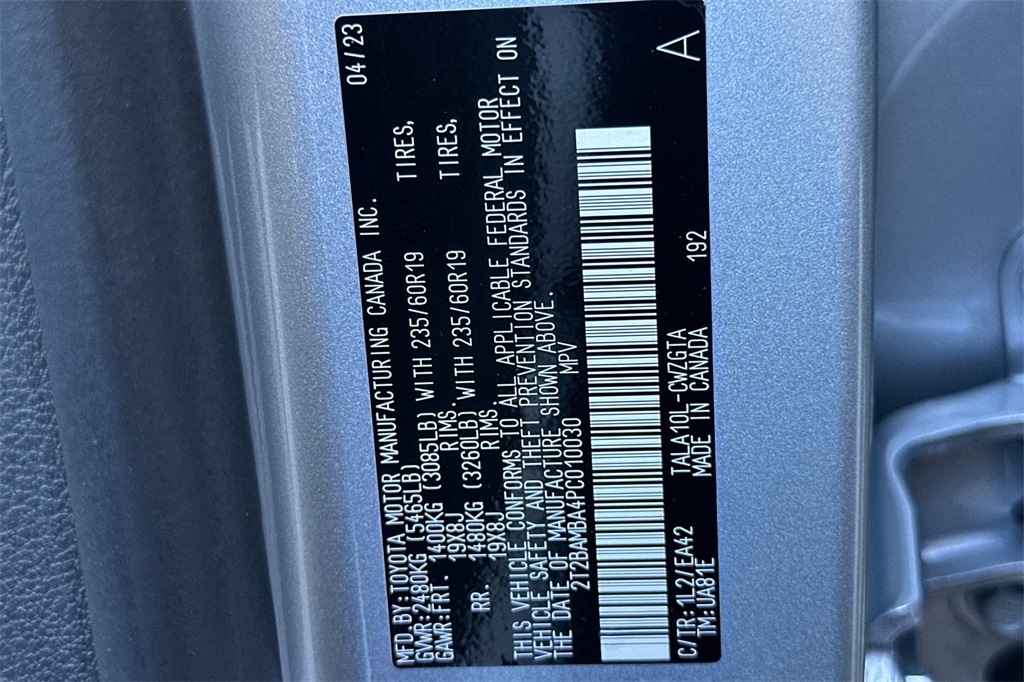 MFD.BY:TOYOTA MOTOR MANUFACTURING CANADA INC. 04/23
GVWR:2480KG (5465LB)
GAWR:FRT. 1400KG (3085LB) WITH 235/60R19 TIRES,
19X8J RIMS.
RR. 1480KG (3260LB) WITH 235/60R19 TIRES,
19X8J RIMS.
THIS VEHICLE CONFORMS TO ALL APPLICABLE FEDERAL MOTOR
VEHICLE SAFETY AND THEFT PREVENTION STANDARDS IN EFFECT ON
THE DATE OF MANUFACTURE SHOWN ABOVE.
2T2BAMBA4PC010030 MPV
C/TR:1L2/EA42 TALA10L-CWZGTA
TM:UA81E MADE IN CANADA 192 A